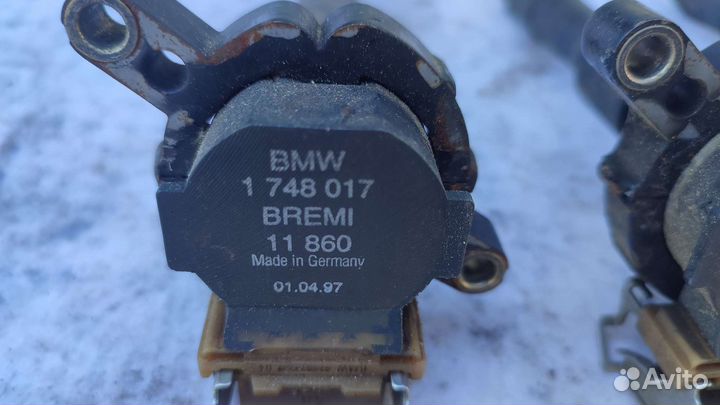 BMW
1 748 017
BREMI
11 860
Made in Germany
01.04.97
Avito